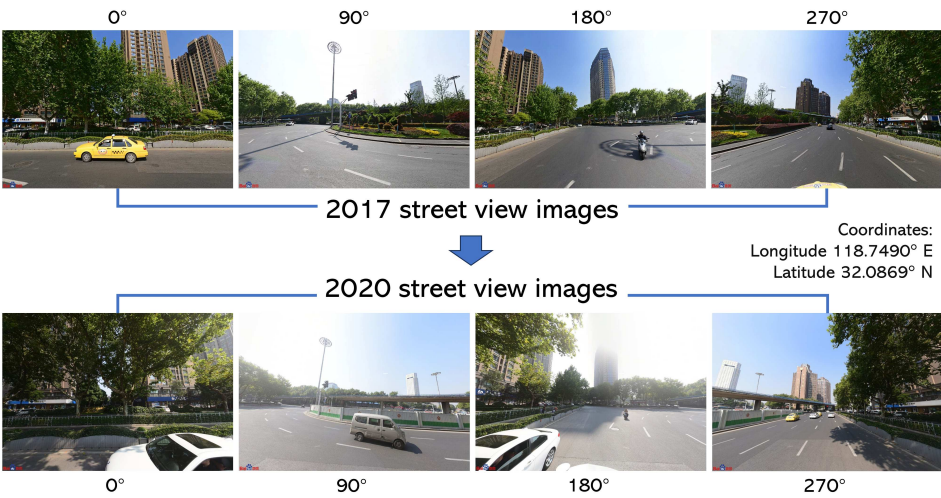 0° 90° 180° 270°
2017 street view images
Coordinates:
Longitude 118.7490° E
Latitude 32.0869° N
2020 street view images
0° 90° 180° 270°